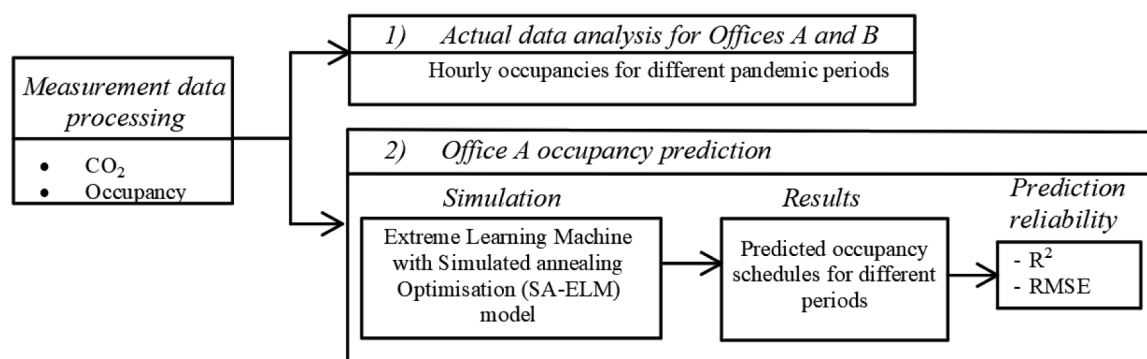 Measurement data
processing
• CO₂
• Occupancy
1) Actual data analysis for Offices A and B
Hourly occupancies for different pandemic periods
2) Office A occupancy prediction
Simulation
Extreme Learning Machine
with Simulated annealing
Optimisation (SA-ELM)
model
Results
Predicted occupancy
schedules for different
periods
Prediction
reliability
- R²
- RMSE